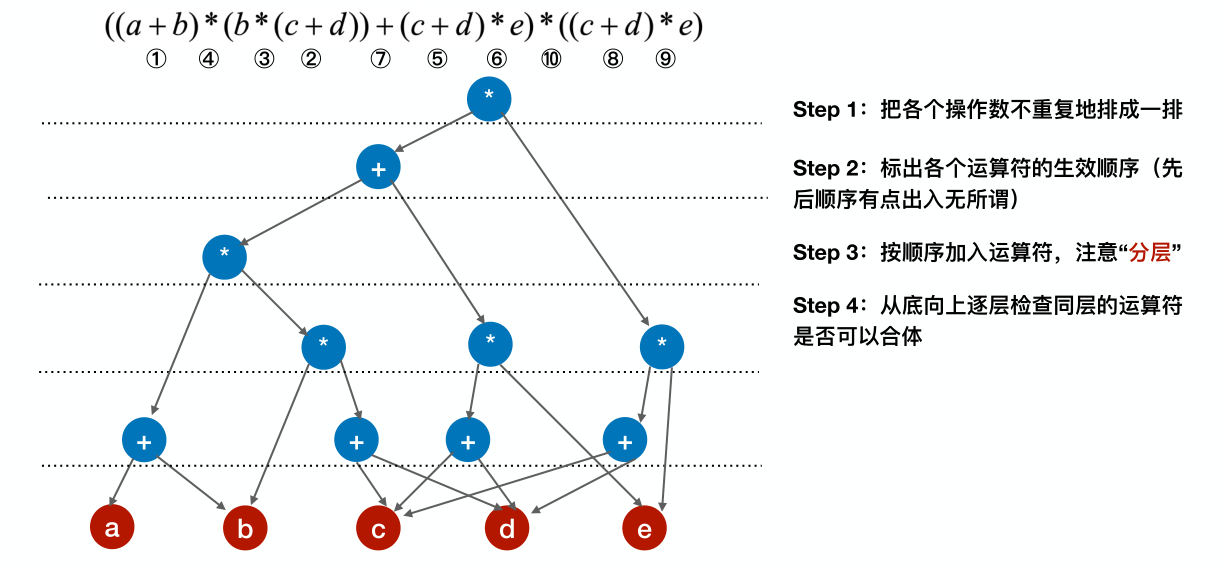 ((a+b)*(b*(c+d))+(c+d)*e)*((c+d)*e)
① ④ ③ ② ⑦ ⑤ ⑥ ⑩ ⑧ ⑨
*
+
*
* * *
+ + + +
a b c d e
Step 1：把各个操作数不重复地排成一排
Step 2：标出各个运算符的生效顺序（先
后顺序有点出入无所谓）
Step 3：按顺序加入运算符，注意“分层”
Step 4：从底向上逐层检查同层的运算符
是否可以合体